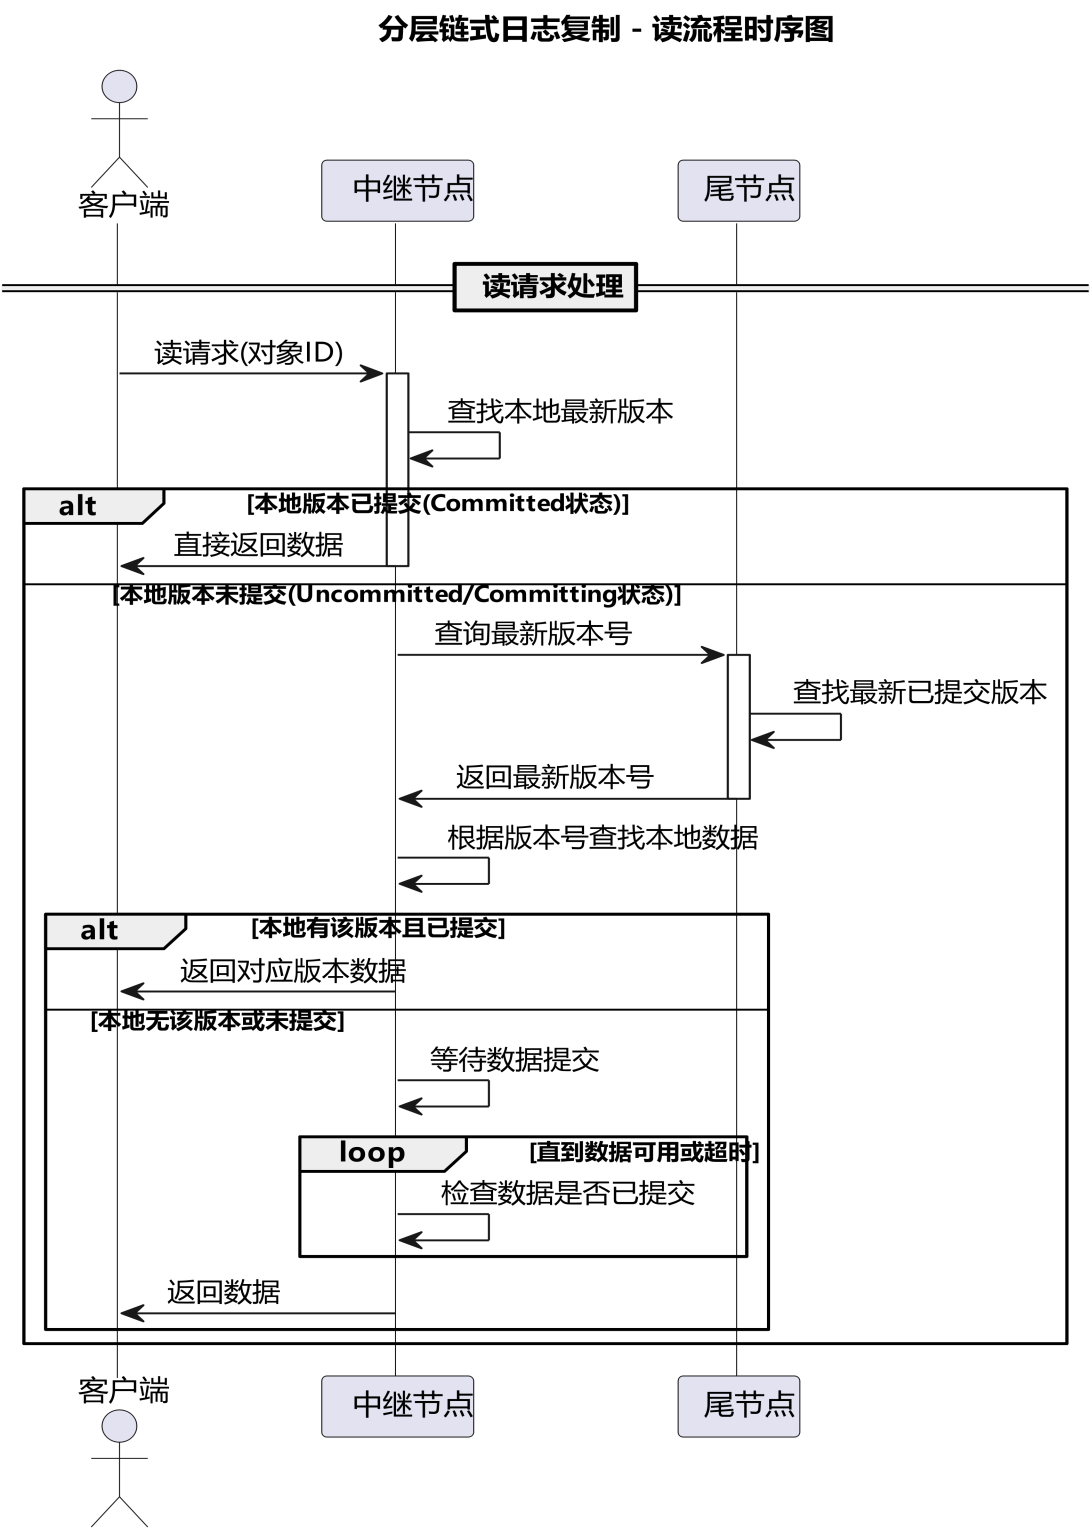 分层链式日志复制 - 读流程时序图
客户端
中继节点
尾节点
读请求处理
读请求(对象ID)
查找本地最新版本
alt
[本地版本已提交(Committed状态)]
直接返回数据
[本地版本未提交(Uncommitted/Committing状态)]
查询最新版本号
查找最新已提交版本
返回最新版本号
根据版本号查找本地数据
alt
[本地有该版本且已提交]
返回对应版本数据
[本地无该版本或未提交]
等待数据提交
loop
[直到数据可用或超时]
检查数据是否已提交
返回数据
客户端
中继节点
尾节点